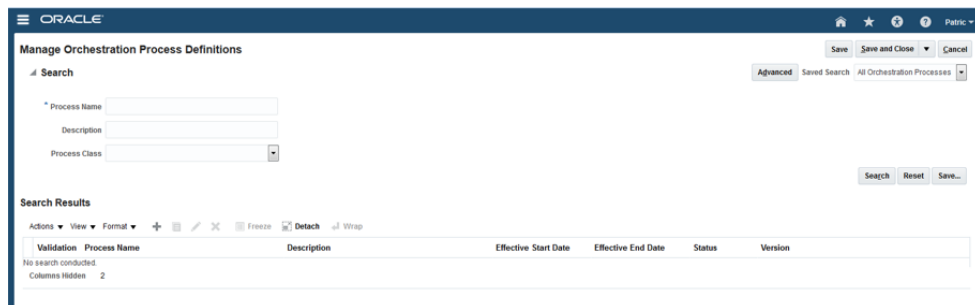 ORACLE
Patric
Manage Orchestration Process Definitions
Save Save and Close Cancel
Search
Advanced Saved Search All Orchestration Processes
* Process Name
Description
Process Class
Search Reset Save...
Search Results
Actions View Format Freeze Detach Wrap
Validation Process Name Description Effective Start Date Effective End Date Status Version
No search conducted.
Columns Hidden 2